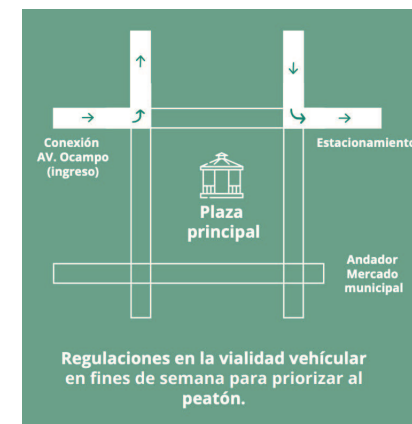 Conexión
AV. Ocampo
(ingreso)
Estacionamiento
Plaza
principal
Andador
Mercado
municipal
Regulaciones en la vialidad vehícular
en fines de semana para priorizar al
peatón.